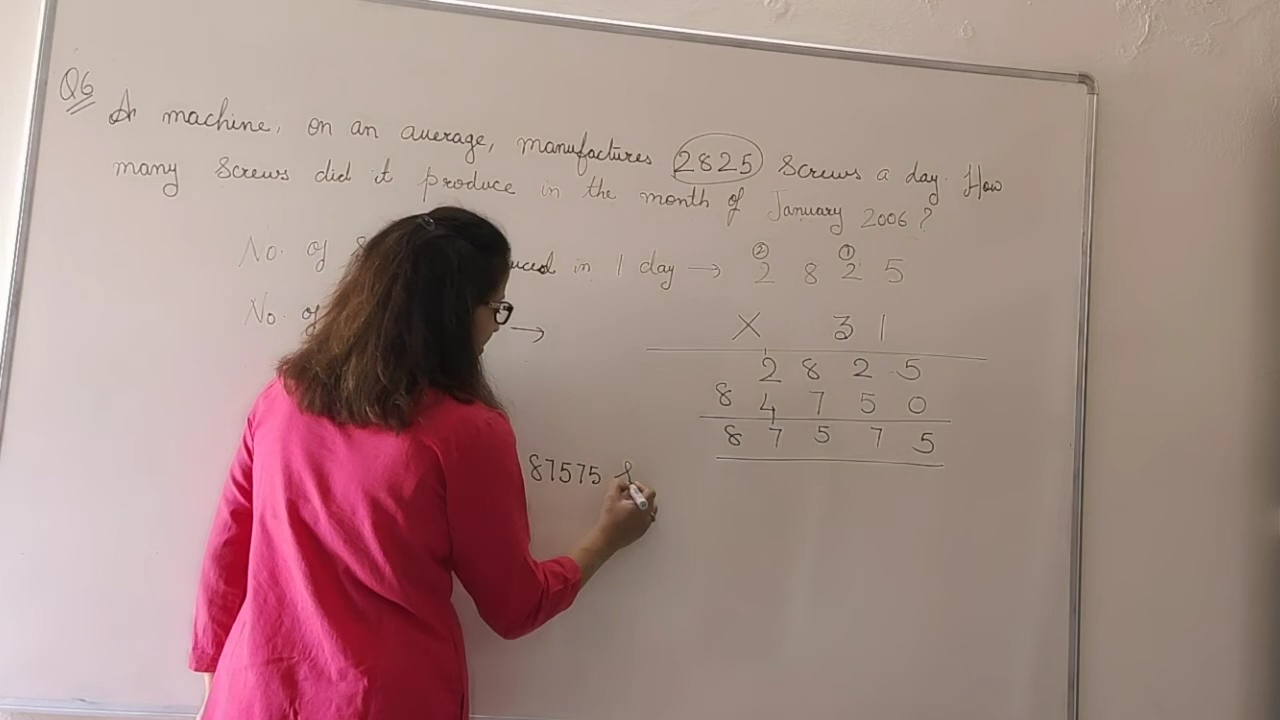 Q6
A machine, on an average, manufactures 2825 Screws a day. How
many Screws did it produce in the month of January 2006?
No. of in 1 day → 2 8 2 5
② ①
No. of → X 31
2 8 2 5
8 4 7 5 0
8 7 5 7 5
87575